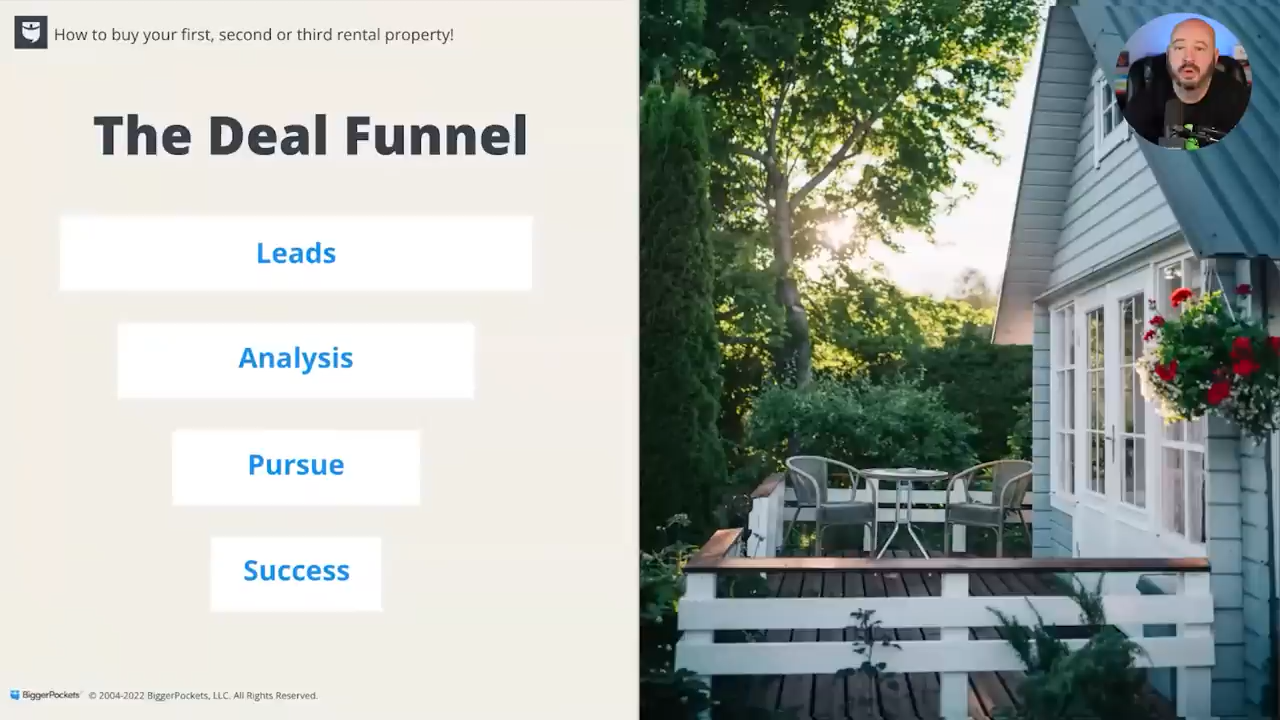 How to buy your first, second or third rental property!
The Deal Funnel
Leads
Analysis
Pursue
Success
BiggerPockets © 2004-2022 BiggerPockets, LLC. All Rights Reserved.